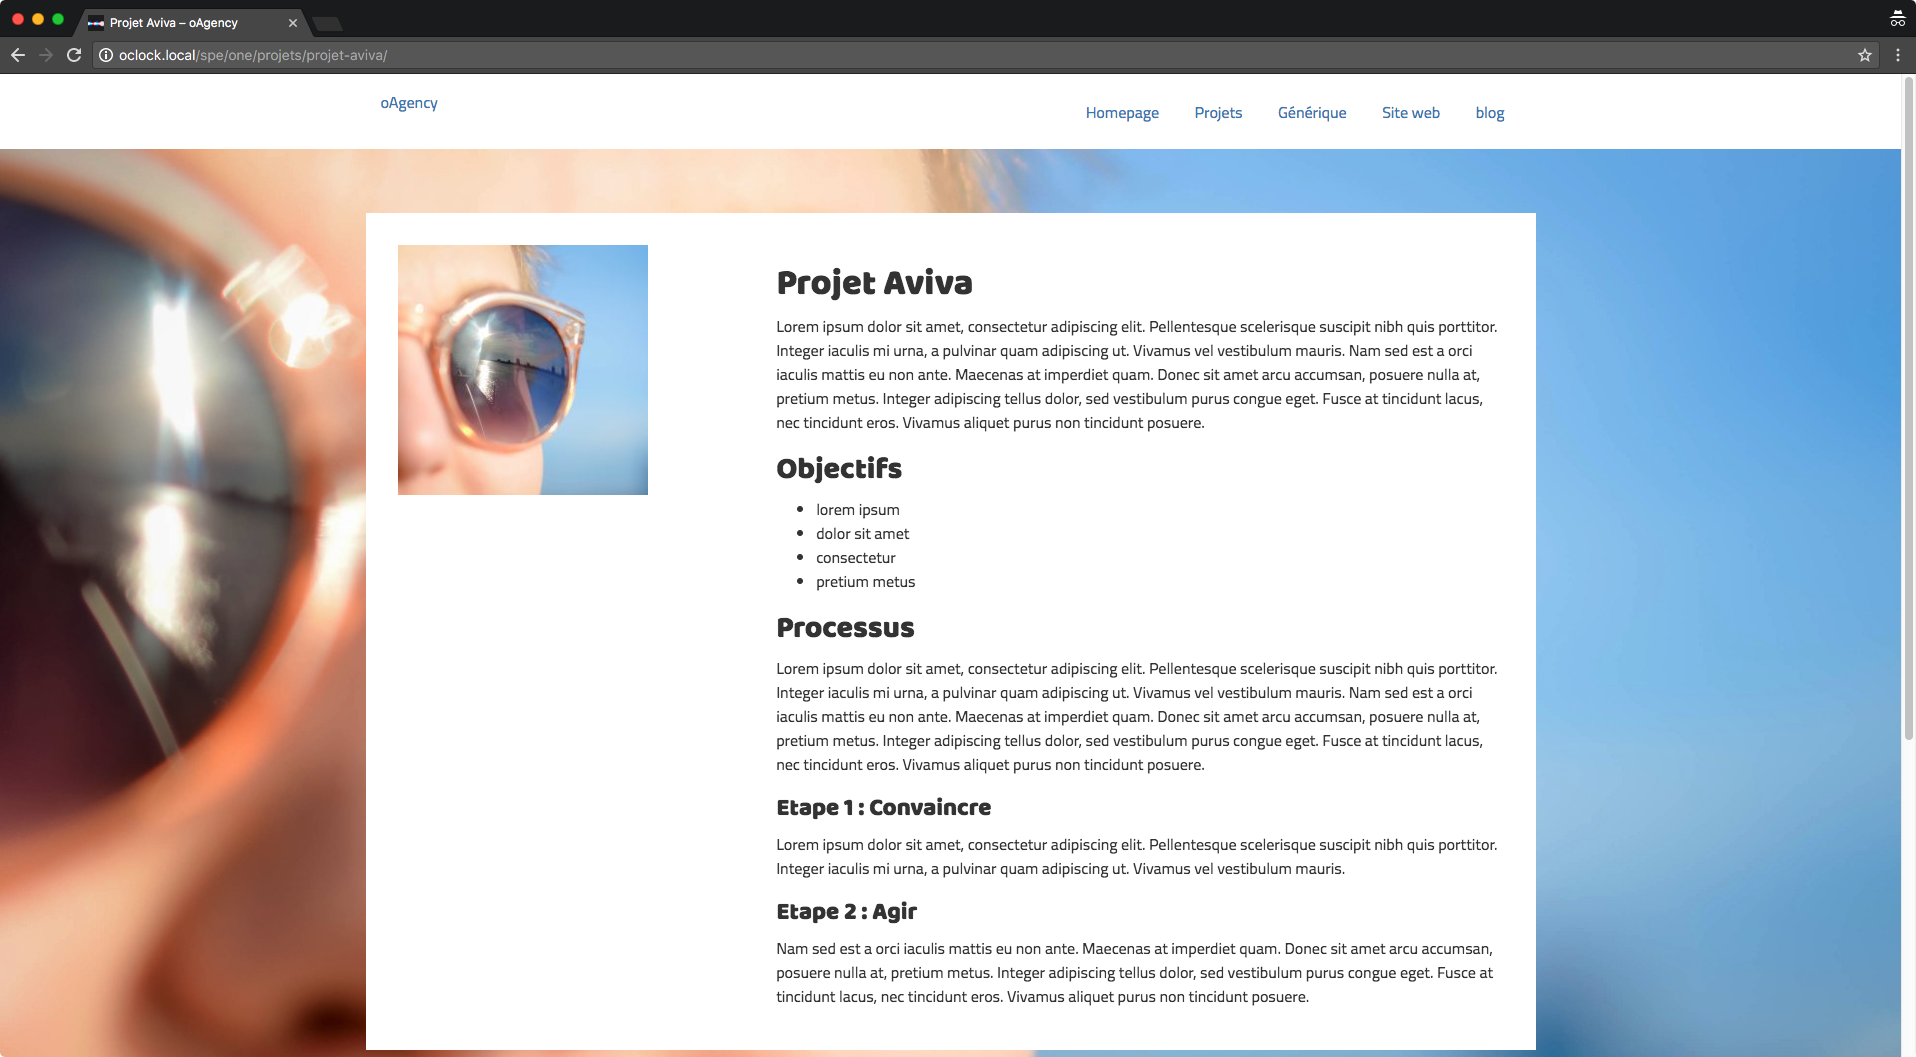 Projet Aviva – oAgency
oclock.local/spe/one/projets/projet-aviva/
oAgency
Homepage Projets Générique Site web blog
Projet Aviva
Lorem ipsum dolor sit amet, consectetur adipiscing elit. Pellentesque scelerisque suscipit nibh quis porttitor.
Integer iaculis mi urna, a pulvinar quam adipiscing ut. Vivamus vel vestibulum mauris. Nam sed est a orci
iaculis mattis eu non ante. Maecenas at imperdiet quam. Donec sit amet arcu accumsan, posuere nulla at,
pretium metus. Integer adipiscing tellus dolor, sed vestibulum purus congue eget. Fusce at tincidunt lacus,
nec tincidunt eros. Vivamus aliquet purus non tincidunt posuere.
Objectifs
• lorem ipsum
• dolor sit amet
• consectetur
• pretium metus
Processus
Lorem ipsum dolor sit amet, consectetur adipiscing elit. Pellentesque scelerisque suscipit nibh quis porttitor.
Integer iaculis mi urna, a pulvinar quam adipiscing ut. Vivamus vel vestibulum mauris. Nam sed est a orci
iaculis mattis eu non ante. Maecenas at imperdiet quam. Donec sit amet arcu accumsan, posuere nulla at,
pretium metus. Integer adipiscing tellus dolor, sed vestibulum purus congue eget. Fusce at tincidunt lacus,
nec tincidunt eros. Vivamus aliquet purus non tincidunt posuere.
Etape 1 : Convaincre
Lorem ipsum dolor sit amet, consectetur adipiscing elit. Pellentesque scelerisque suscipit nibh quis porttitor.
Integer iaculis mi urna, a pulvinar quam adipiscing ut. Vivamus vel vestibulum mauris.
Etape 2 : Agir
Nam sed est a orci iaculis mattis eu non ante. Maecenas at imperdiet quam. Donec sit amet arcu accumsan,
posuere nulla at, pretium metus. Integer adipiscing tellus dolor, sed vestibulum purus congue eget. Fusce at
tincidunt lacus, nec tincidunt eros. Vivamus aliquet purus non tincidunt posuere.